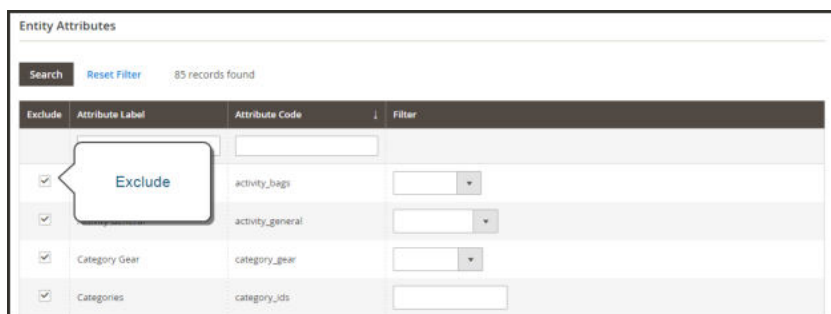 Entity Attributes
Search Reset Filter 85 records found
Exclude Attribute Label Attribute Code ↓ Filter
Exclude
activity_bags
activity_general
Category Gear category_gear
Categories category_ids